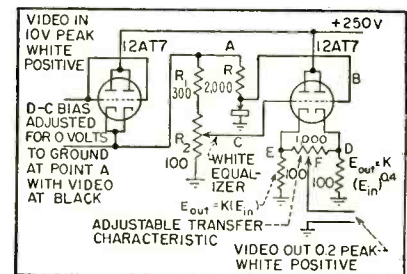 VIDEO IN
10V PEAK
WHITE
POSITIVE
12AT7
A
+250V
12AT7
B
R1
300
R
2,000
D-C BIAS
ADJUSTED
FOR 0 VOLTS
TO GROUND
AT POINT A
WITH VIDEO
AT BLACK
R2
100
C
WHITE
EQUAL-
IZER
1,000
E
F
D
100
100
Eout=K
(Ein)0.4
Eout=K(Ein)
ADJUSTABLE TRANSFER
CHARACTERISTIC
VIDEO OUT 0.2 PEAK
WHITE POSITIVE